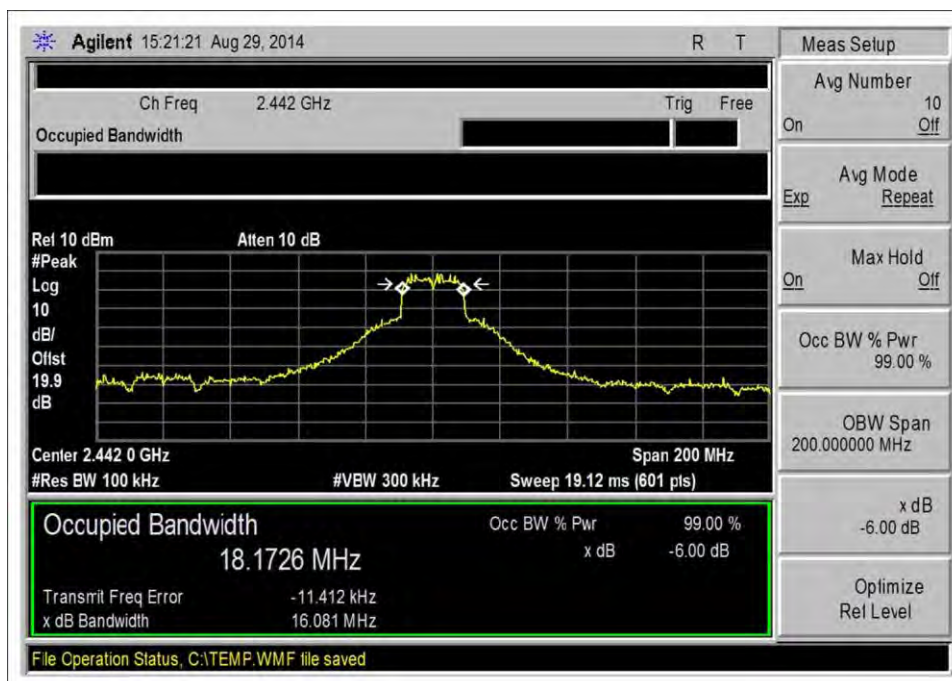 Agilent 15:21:21 Aug 29, 2014 R T
Ch Freq 2.442 GHz Trig Free
Occupied Bandwidth
Ref 10 dBm Atten 10 dB
#Peak
Log
10
dB/
Offst
19.9
dB
Center 2.442 0 GHz Span 200 MHz
#Res BW 100 kHz #VBW 300 kHz Sweep 19.12 ms (601 pts)
Occupied Bandwidth
18.1726 MHz
Occ BW % Pwr 99.00 %
x dB -6.00 dB
Transmit Freq Error -11.412 kHz
x dB Bandwidth 16.081 MHz
File Operation Status, C:\TEMP.WMF file saved
Meas Setup
Avg Number
10
On Off
Avg Mode
Exp Repeat
Max Hold
On Off
Occ BW % Pwr
99.00 %
OBW Span
200.000000 MHz
x dB
-6.00 dB
Optimize
Ref Level